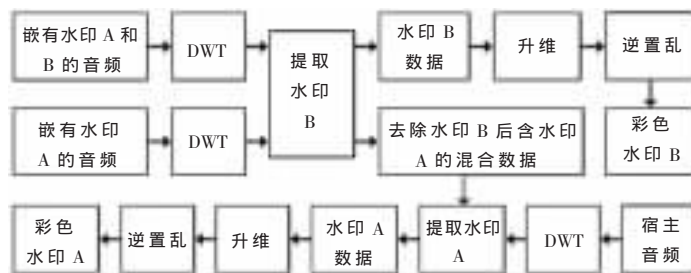 嵌有水印 A 和
B 的音频
DWT
提取
水印
B
水印 B
数据
升维
逆置乱
嵌有水印
A 的音频
DWT
去除水印 B 后含水印
A 的混合数据
彩色
水印 B
彩色
水印 A
逆置乱
升维
水印 A
数据
提取水印
A
DWT
宿主
音频